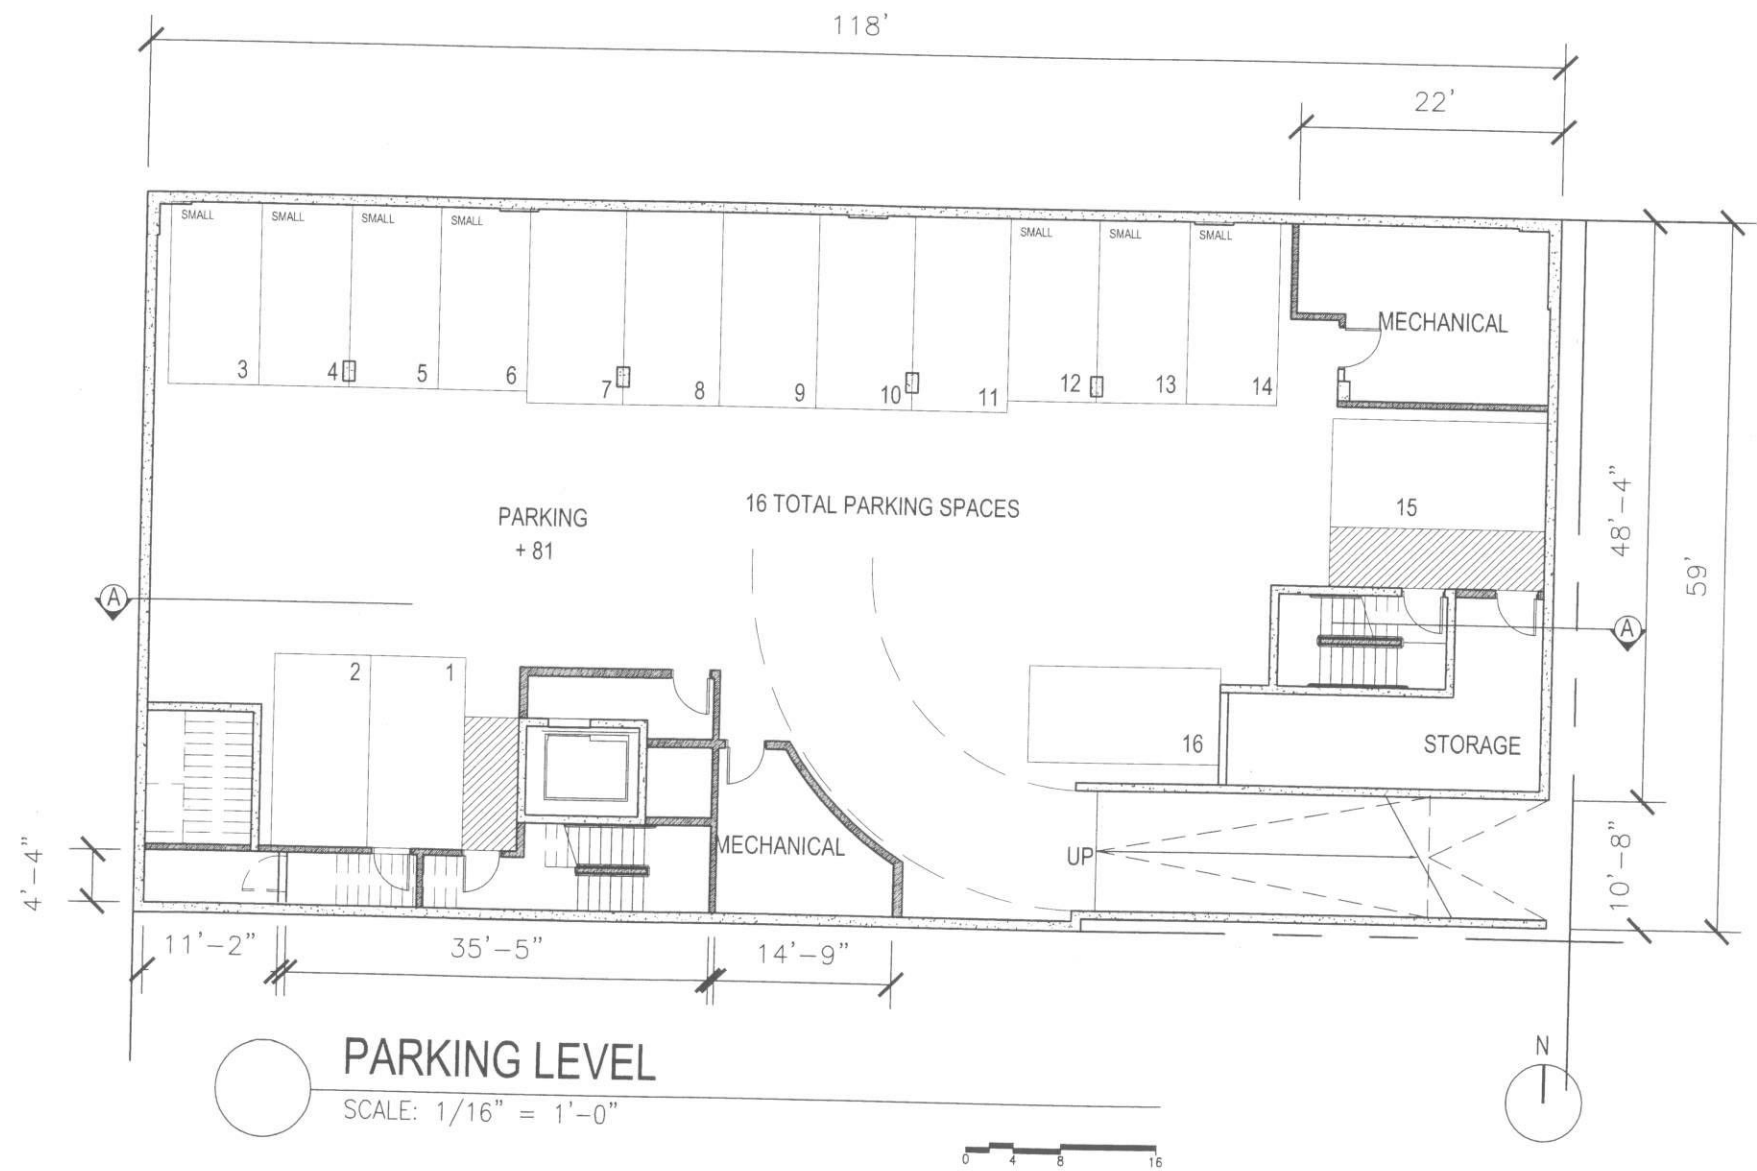 118'
22'
SMALL SMALL SMALL SMALL SMALL SMALL SMALL
3 4 5 6 7 8 9 10 11 12 13 14
MECHANICAL
16 TOTAL PARKING SPACES
PARKING
+ 81
15
48'-4"
59'
A
A
2 1
16
STORAGE
MECHANICAL
UP
10'-8"
4'-4"
11'-2"
35'-5"
14'-9"
PARKING LEVEL
SCALE: 1/16" = 1'-0"
N
0 4 8 16